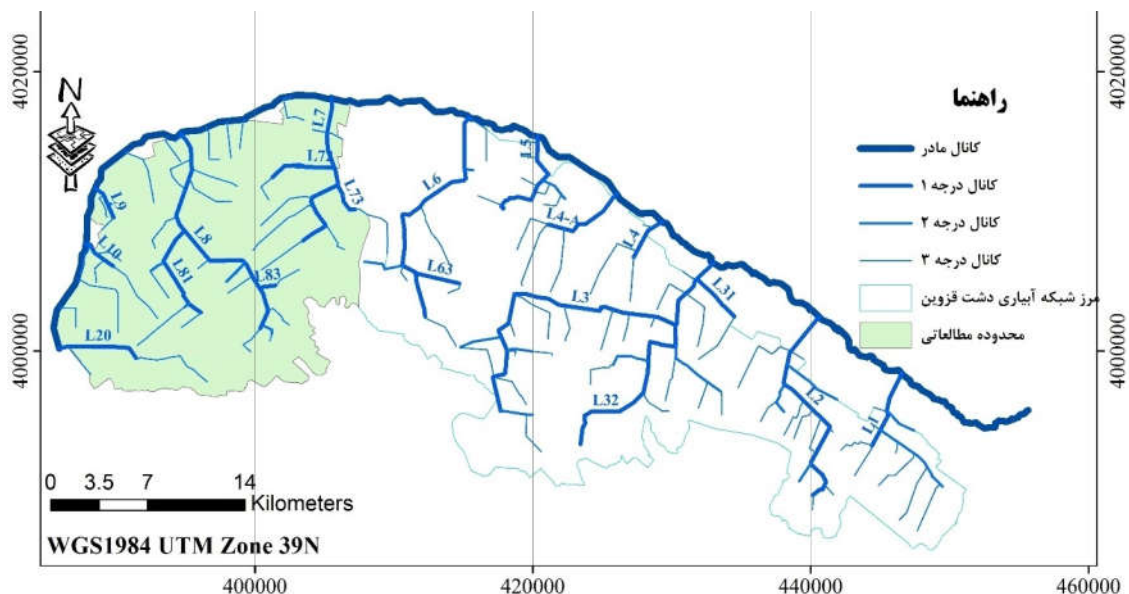 4020000
4020000
4000000
4000000
N
راهنما
کانال مادر
کانال درجه ۱
کانال درجه ۲
کانال درجه ۳
مرز شبکه آبیاری دشت قزوین
محدوده مطالعاتی
L7
L72
L73
L9
L10
L8
L81
L83
L20
L6
L63
L5
L4-A
L4
L3
L31
L32
L2
L1
0 3.5 7 14
Kilometers
WGS1984 UTM Zone 39N
400000 420000 440000 460000